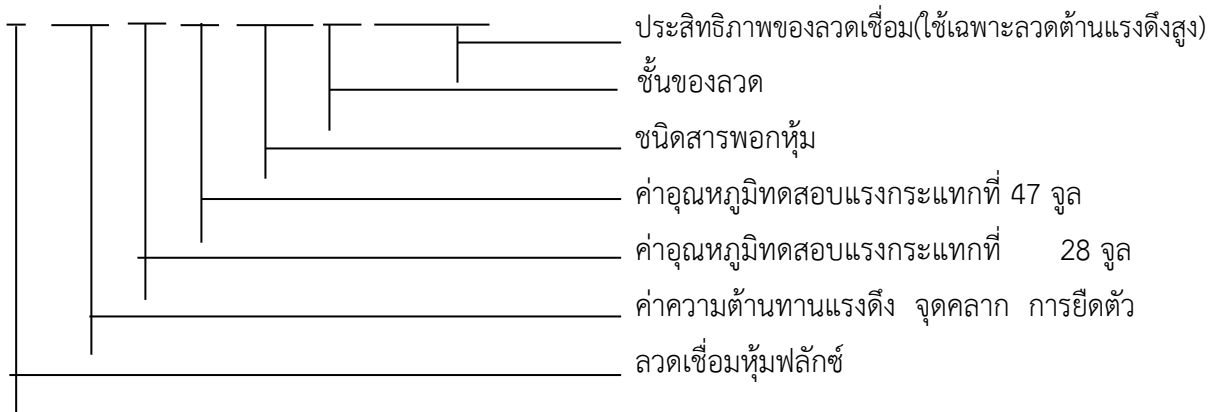 ประสิทธิภาพของลวดเชื่อม(ใช้เฉพาะลวดต้านแรงดึงสูง)
ชั้นของลวด
ชนิดสารพอกหุ้ม
ค่าอุณหภูมิทดสอบแรงกระแทกที่ 47 จูล
ค่าอุณหภูมิทดสอบแรงกระแทกที่ 28 จูล
ค่าความต้านทานแรงดึง จุดคลาก การยืดตัว
ลวดเชื่อมหุ้มฟลักซ์